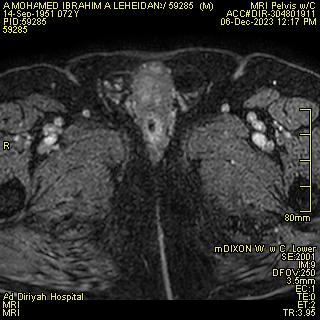 A MOHAMED IBRAHIM A LEHEIDAN:/ 59285 (M)
14-Sep-1951 072Y
PID:59285
59285
MRI Pelvis w/C
ACC#DIR-304801911
06-Dec-2023 12:17 PM
R
80mm
mDIXON W w C Lower
SE:2001
IM:9
DFOV:250
3.5mm
EC:1
TE:0
ET:2
TR:3.95
Ad Diriyah Hospital
MRI
MRI